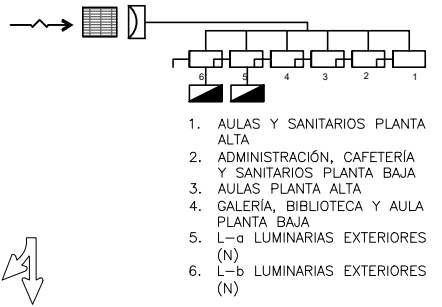 6 5 4 3 2 1
1. AULAS Y SANITARIOS PLANTA
ALTA
2. ADMINISTRACIÓN, CAFETERÍA
Y SANITARIOS PLANTA BAJA
3. AULAS PLANTA ALTA
4. GALERÍA, BIBLIOTECA Y AULA
PLANTA BAJA
5. L-a LUMINARIAS EXTERIORES
(N)
6. L-b LUMINARIAS EXTERIORES
(N)